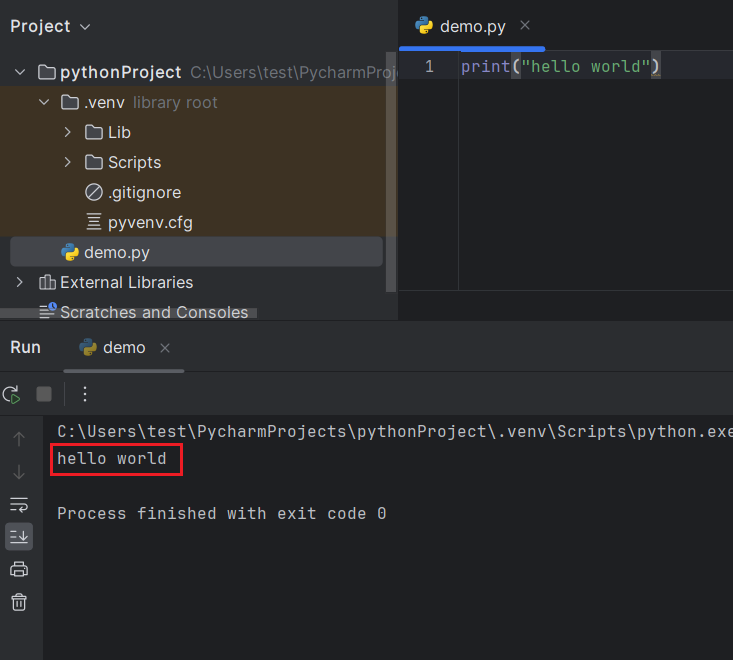 Project
demo.py
pythonProject C:\Users\test\PycharmProj
1 print("hello world")
.venv library root
Lib
Scripts
.gitignore
pyvenv.cfg
demo.py
External Libraries
Scratches and Consoles
Run demo
C:\Users\test\PycharmProjects\pythonProject\.venv\Scripts\python.exe
hello world
Process finished with exit code 0